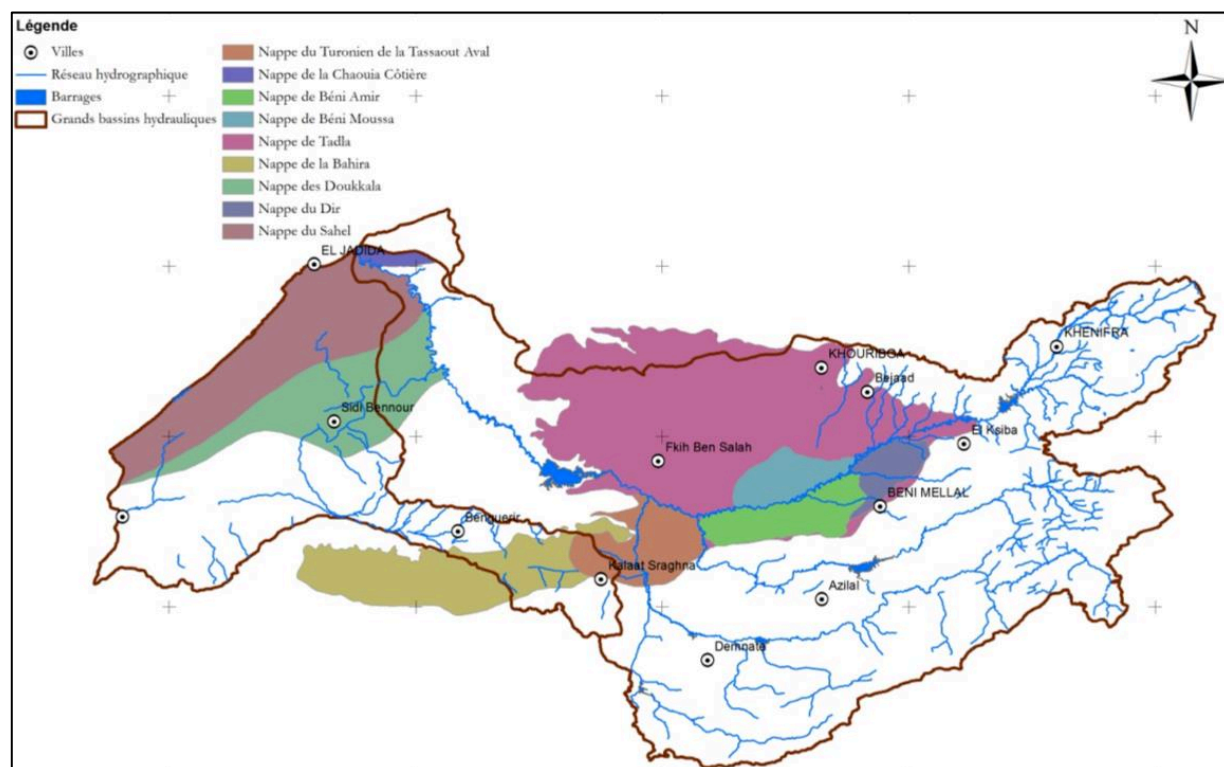 Légende
Villes
Réseau hydrographique
Barrages
Grands bassins hydrauliques
Nappe du Turonien de la Tassaout Aval
Nappe de la Chaouia Côtière
Nappe de Béni Amir
Nappe de Béni Moussa
Nappe de Tadla
Nappe de la Bahira
Nappe des Doukkala
Nappe du Dir
Nappe du Sahel
N
EL JADIDA
KHENIFRA
KHOURIBGA
Bejaad
Sidi Bennour
El Ksiba
Fkih Ben Salah
BENI MELLAL
Benguerir
Kalaat Sraghna
Azilal
Demnate